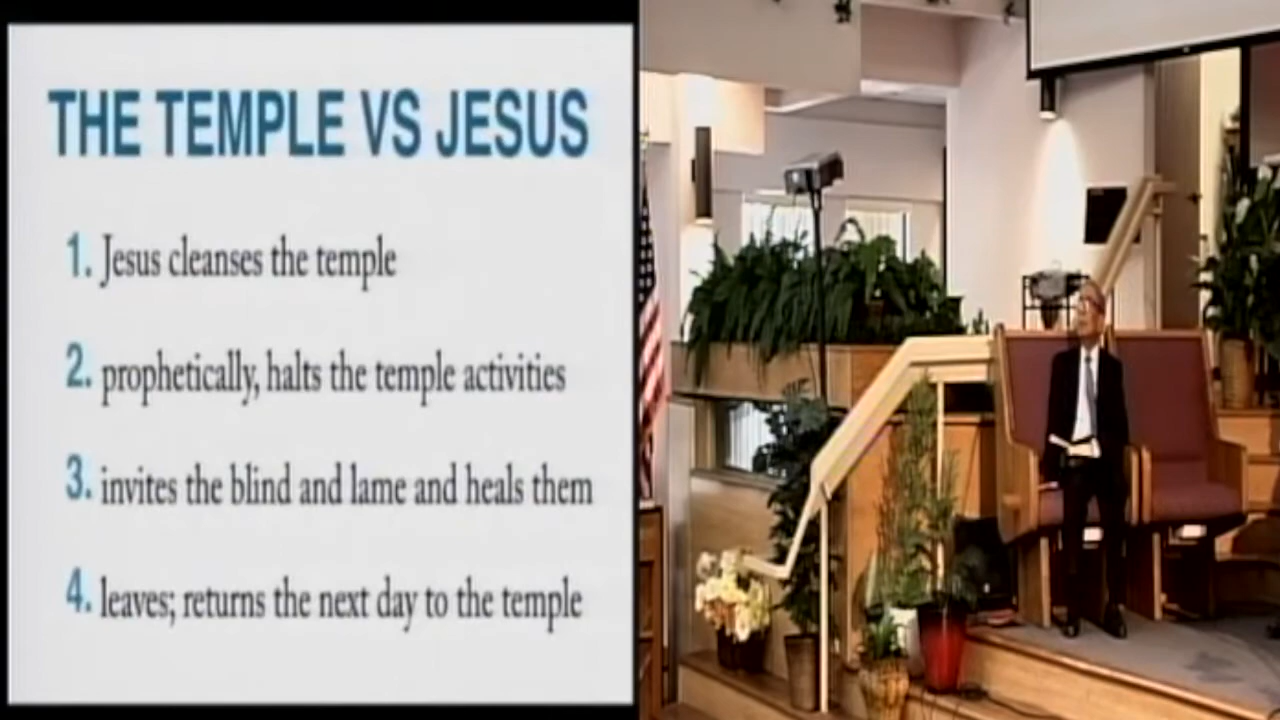 THE TEMPLE VS JESUS
1. Jesus cleanses the temple
2. prophetically, halts the temple activities
3. invites the blind and lame and heals them
4. leaves; returns the next day to the temple